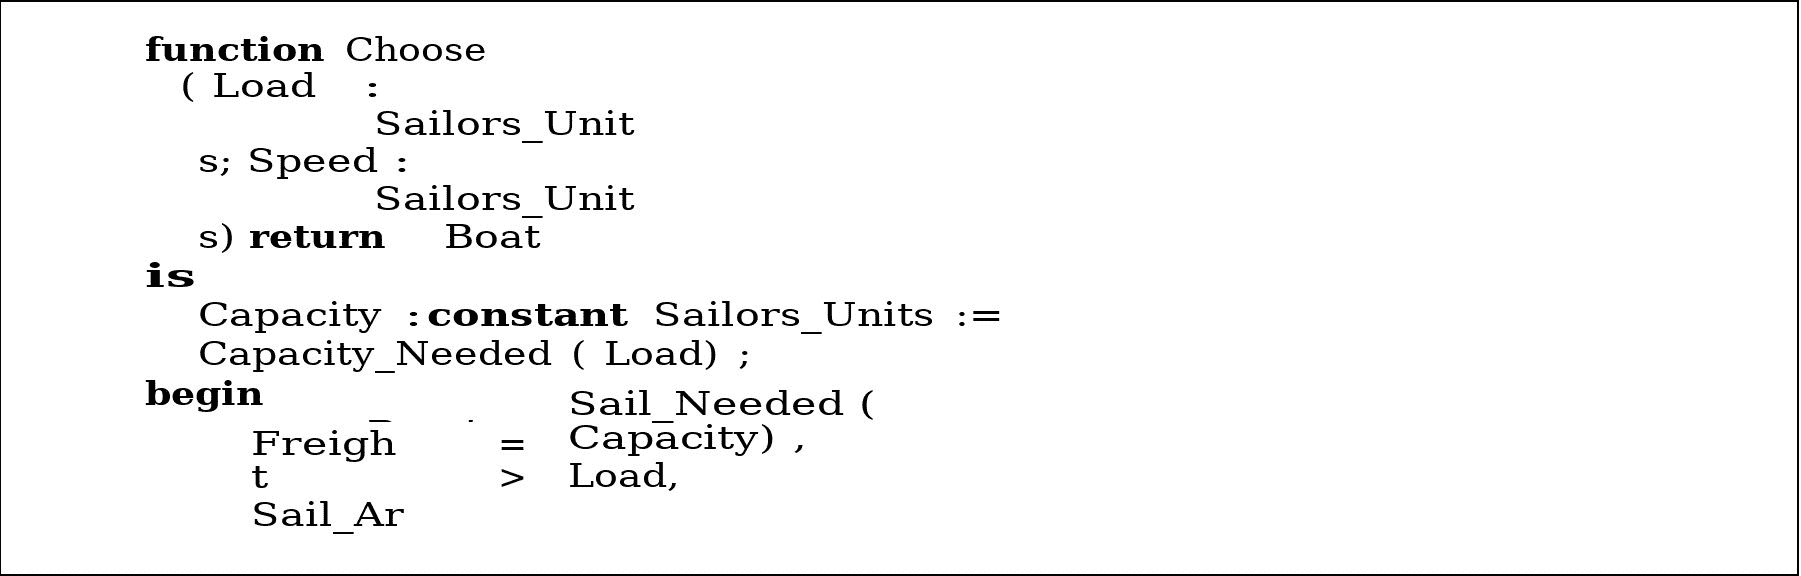 function Choose
( Load :
Sailors_Unit
s; Speed :
Sailors_Unit
s) return Boat
is
Capacity : constant Sailors_Units :=
Capacity_Needed ( Load) ;
begin
Sail_Needed (
Freigh = Capacity) ,
t > Load,
Sail_Ar